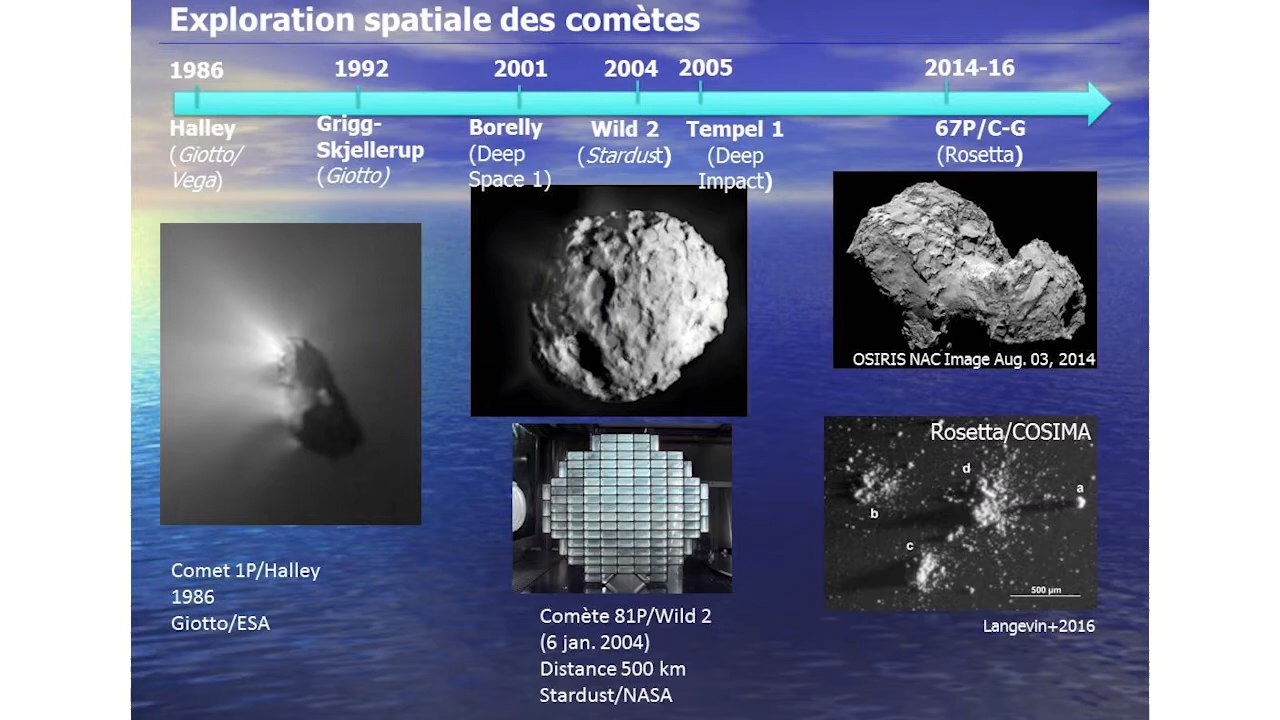 Exploration spatiale des comètes
1986
1992
2001
2004
2005
2014-16
Halley
(Giotto/
Vega)
Grigg-
Skjellerup
(Giotto)
Borelly
(Deep
Space 1)
Wild 2
(Stardust)
Tempel 1
(Deep
Impact)
67P/C-G
(Rosetta)
OSIRIS NAC Image Aug. 03, 2014
Rosetta/COSIMA
d
a
b
c
500 µm
Langevin+2016
Comet 1P/Halley
1986
Giotto/ESA
Comète 81P/Wild 2
(6 jan. 2004)
Distance 500 km
Stardust/NASA